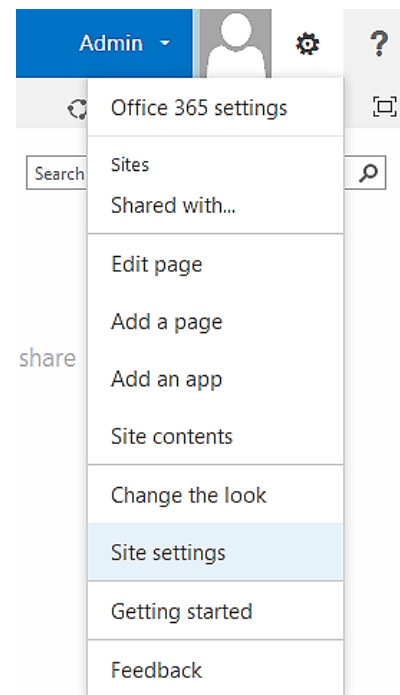 Admin
?
Office 365 settings
Sites
Search
Shared with...
Edit page
share
Add a page
Add an app
Site contents
Change the look
Site settings
Getting started
Feedback